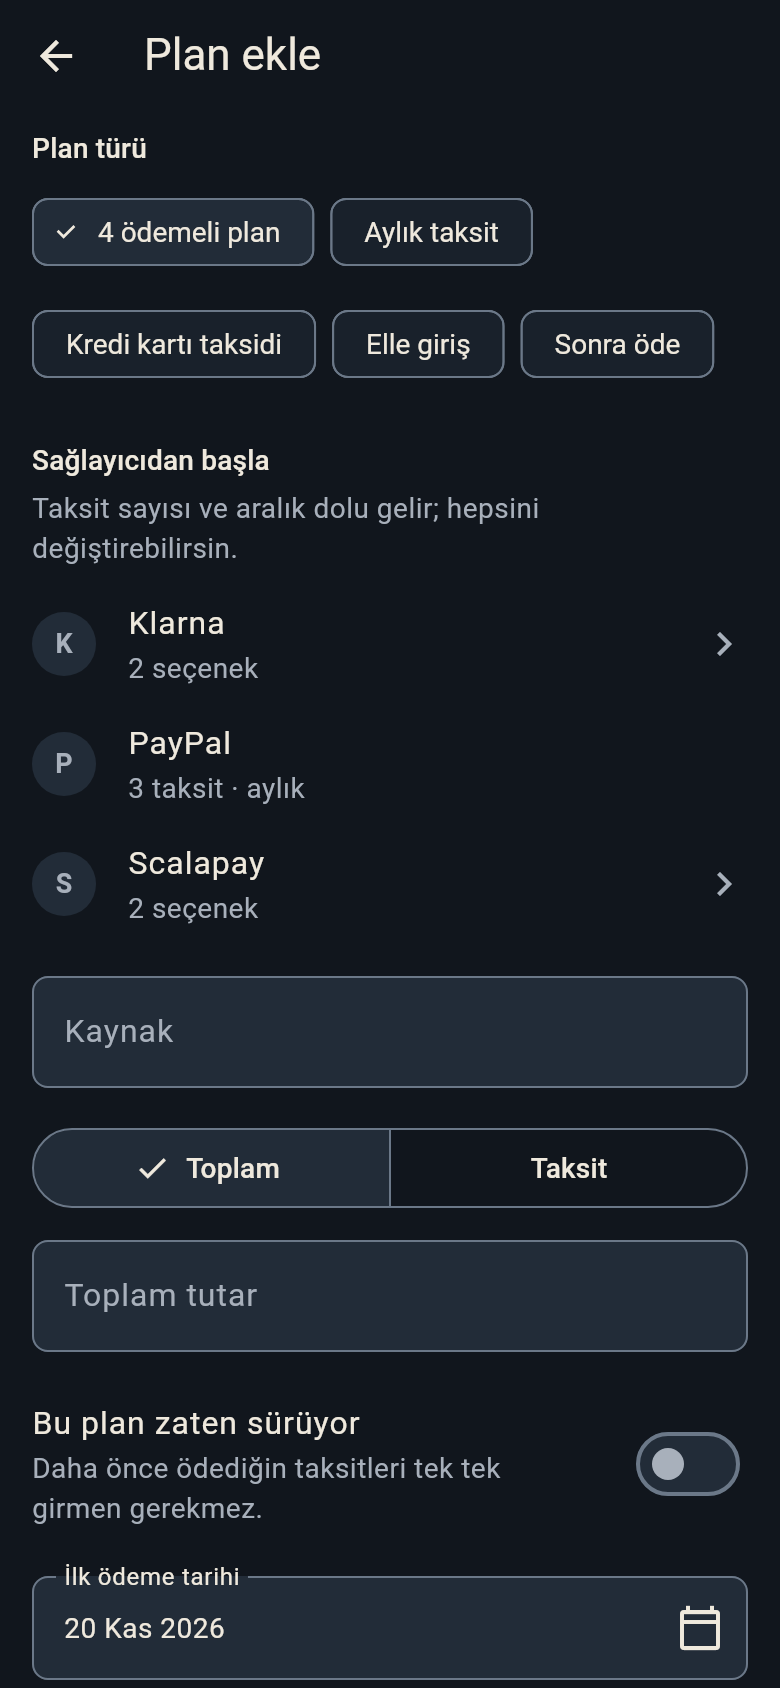 Plan ekle
Plan türü
4 ödemeli plan
Aylık taksit
Kredi kartı taksidi
Elle giriş
Sonra öde
Sağlayıcıdan başla
Taksit sayısı ve aralık dolu gelir; hepsini
değiştirebilirsin.
K
Klarna
2 seçenek
P
PayPal
3 taksit · aylık
S
Scalapay
2 seçenek
Kaynak
Toplam
Taksit
Toplam tutar
Bu plan zaten sürüyor
Daha önce ödediğin taksitleri tek tek
girmen gerekmez.
İlk ödeme tarihi
20 Kas 2026